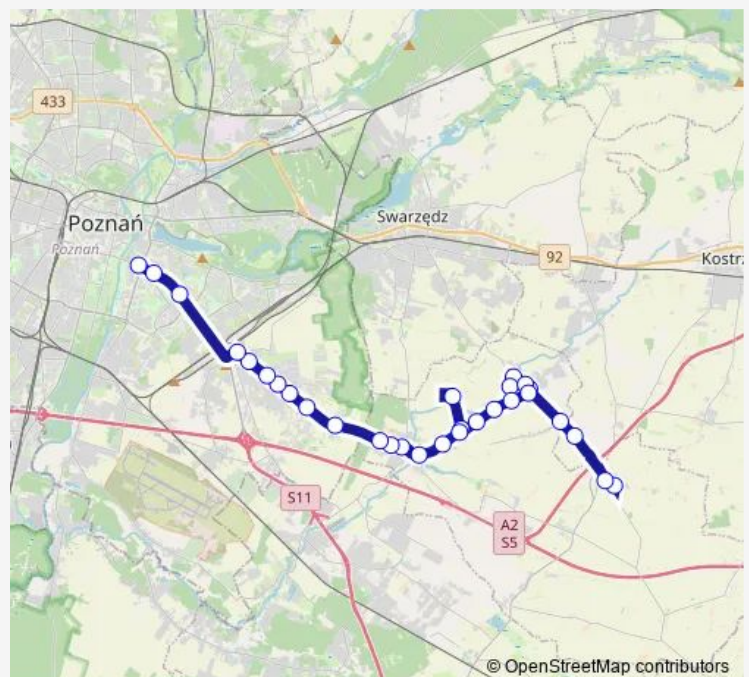 433
Poznań
Poznań
Swarzędz
92
Kostrz
S11
A2
S5
© OpenStreetMap contributors